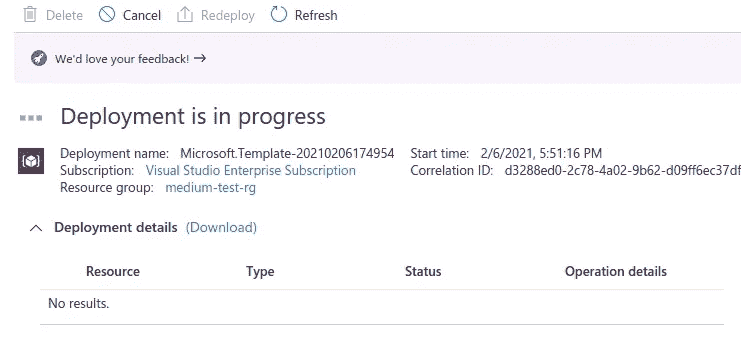 Delete Cancel Redeploy Refresh
We'd love your feedback! →
Deployment is in progress
Deployment name: Microsoft.Template-20210206174954 Start time: 2/6/2021, 5:51:16 PM
Subscription: Visual Studio Enterprise Subscription Correlation ID: d3288ed0-2c78-4a02-9b62-d09ff6ec37df
Resource group: medium-test-rg
Deployment details (Download)
Resource Type Status Operation details
No results.